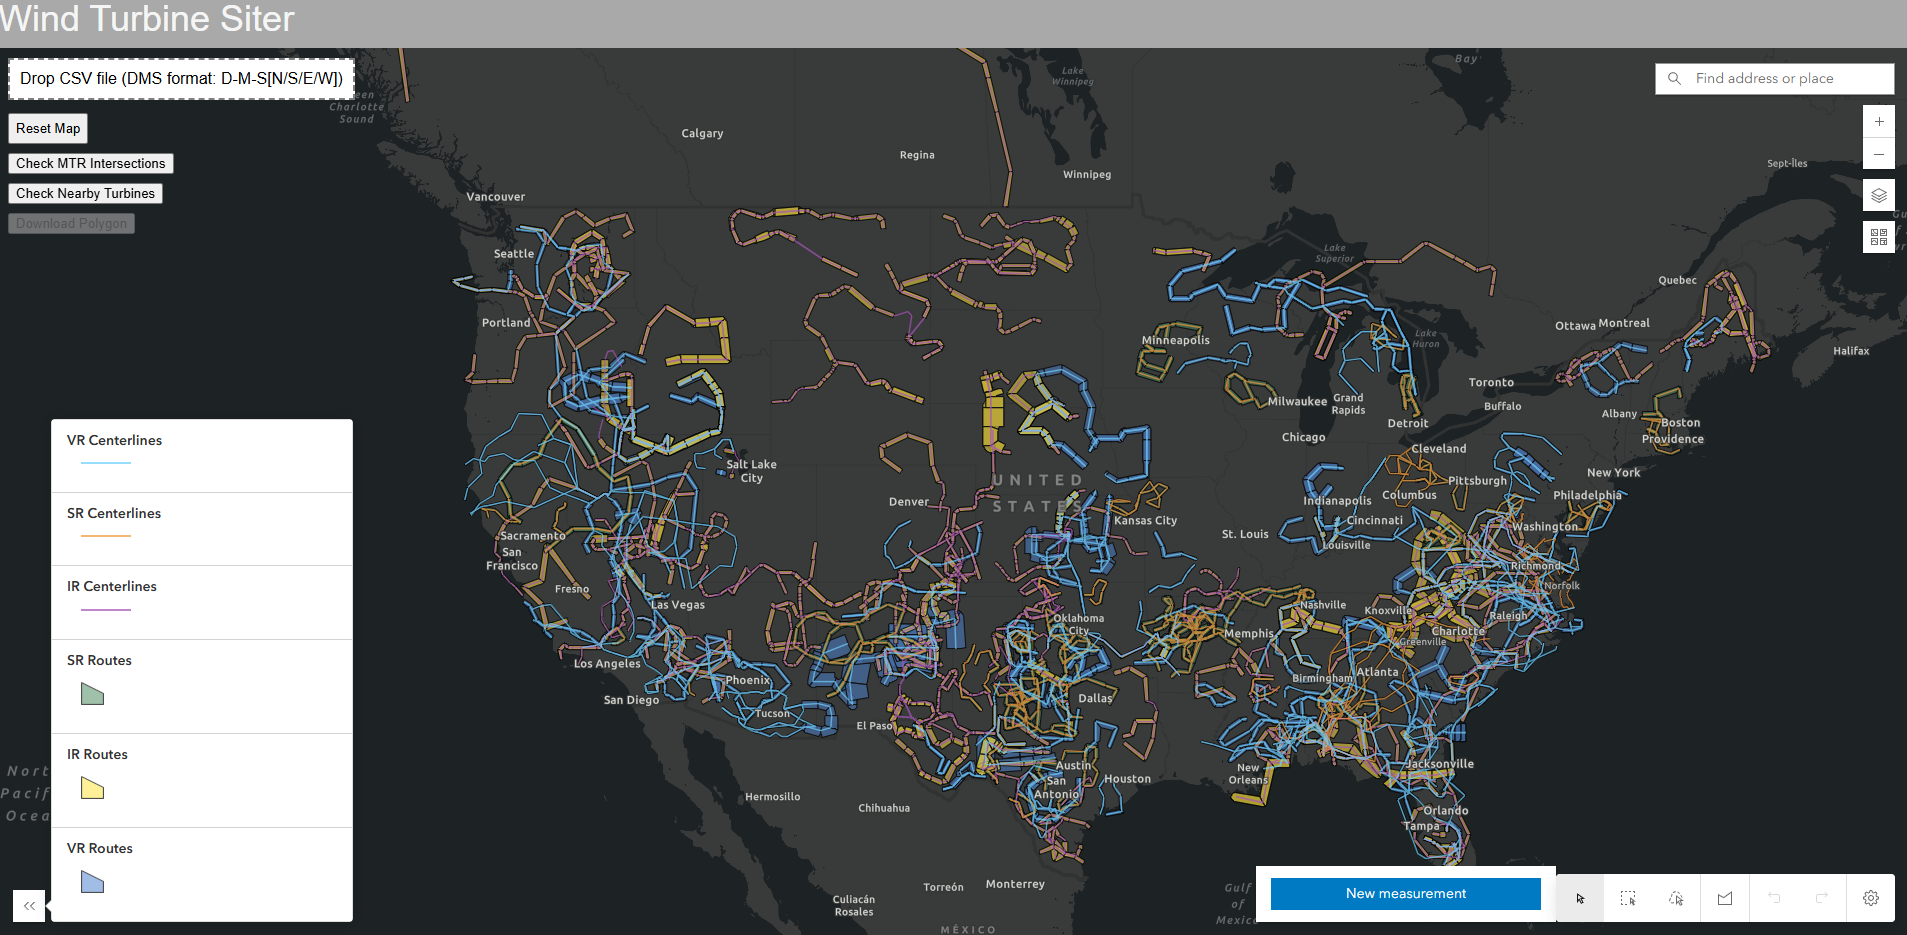 Wind Turbine Siter
Drop CSV file (DMS format: D-M-S[N/S/E/W])
Reset Map
Check MTR Intersections
Check Nearby Turbines
Download Polygon
Find address or place
+
−
Charlotte
Sound
Calgary
Regina
Lake
Winnipeg
Winnipeg
Bay
Sept-Îles
Vancouver
Seattle
Portland
Lake
Superior
Quebec
Ottawa
Montreal
Halifax
Minneapolis
Lake
Huron
Toronto
Buffalo
Milwaukee
Grand
Rapids
Albany
Boston
Providence
Detroit
Chicago
Cleveland
New York
Salt Lake
City
UNITED
STATES
Denver
Kansas City
St. Louis
Indianapolis
Columbus
Pittsburgh
Philadelphia
Cincinnati
Washington
Louisville
Sacramento
San
Francisco
Fresno
Las Vegas
Richmond
Norfolk
Nashville
Knoxville
Raleigh
Oklahoma
City
Memphis
Charlotte
Greenville
Los Angeles
San Diego
Phoenix
Tucson
Birmingham
Atlanta
Dallas
El Paso
Austin
San
Antonio
Houston
New
Orleans
Jacksonville
Orlando
Tampa
Hermosillo
Chihuahua
Torreón
Monterrey
Culiacán
Rosales
MÉXICO
Gulf
of
Mexico
VR Centerlines
SR Centerlines
IR Centerlines
SR Routes
IR Routes
VR Routes
New measurement